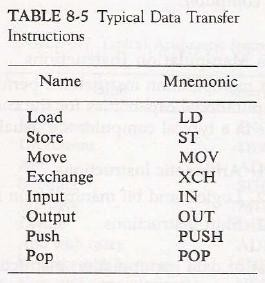 TABLE 8-5 Typical Data Transfer
Instructions
Name Mnemonic
Load LD
Store ST
Move MOV
Exchange XCH
Input IN
Output OUT
Push PUSH
Pop POP